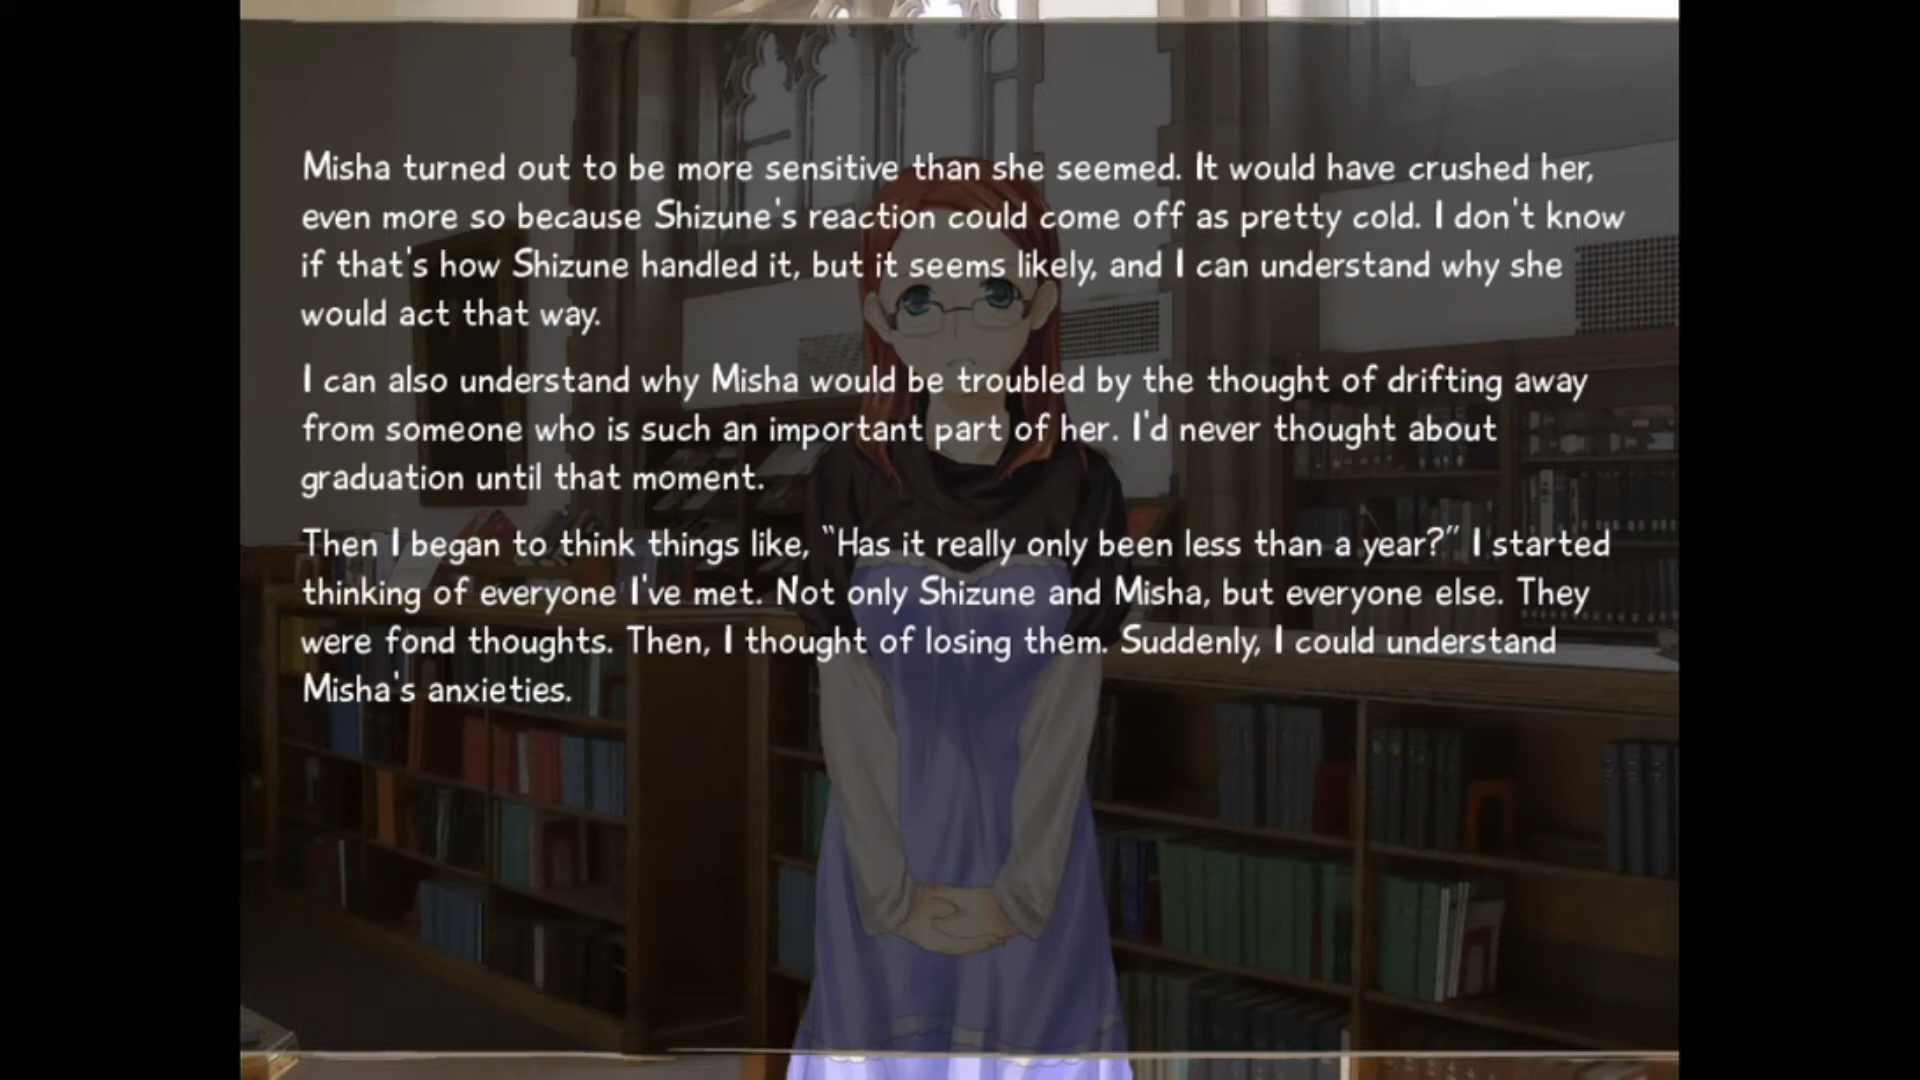 Misha turned out to be more sensitive than she seemed. It would have crushed her,
even more so because Shizune's reaction could come off as pretty cold. I don't know
if that's how Shizune handled it, but it seems likely, and I can understand why she
would act that way.
I can also understand why Misha would be troubled by the thought of drifting away
from someone who is such an important part of her. I'd never thought about
graduation until that moment.
Then I began to think things like, “Has it really only been less than a year?” I started
thinking of everyone I've met. Not only Shizune and Misha, but everyone else. They
were fond thoughts. Then, I thought of losing them. Suddenly, I could understand
Misha's anxieties.